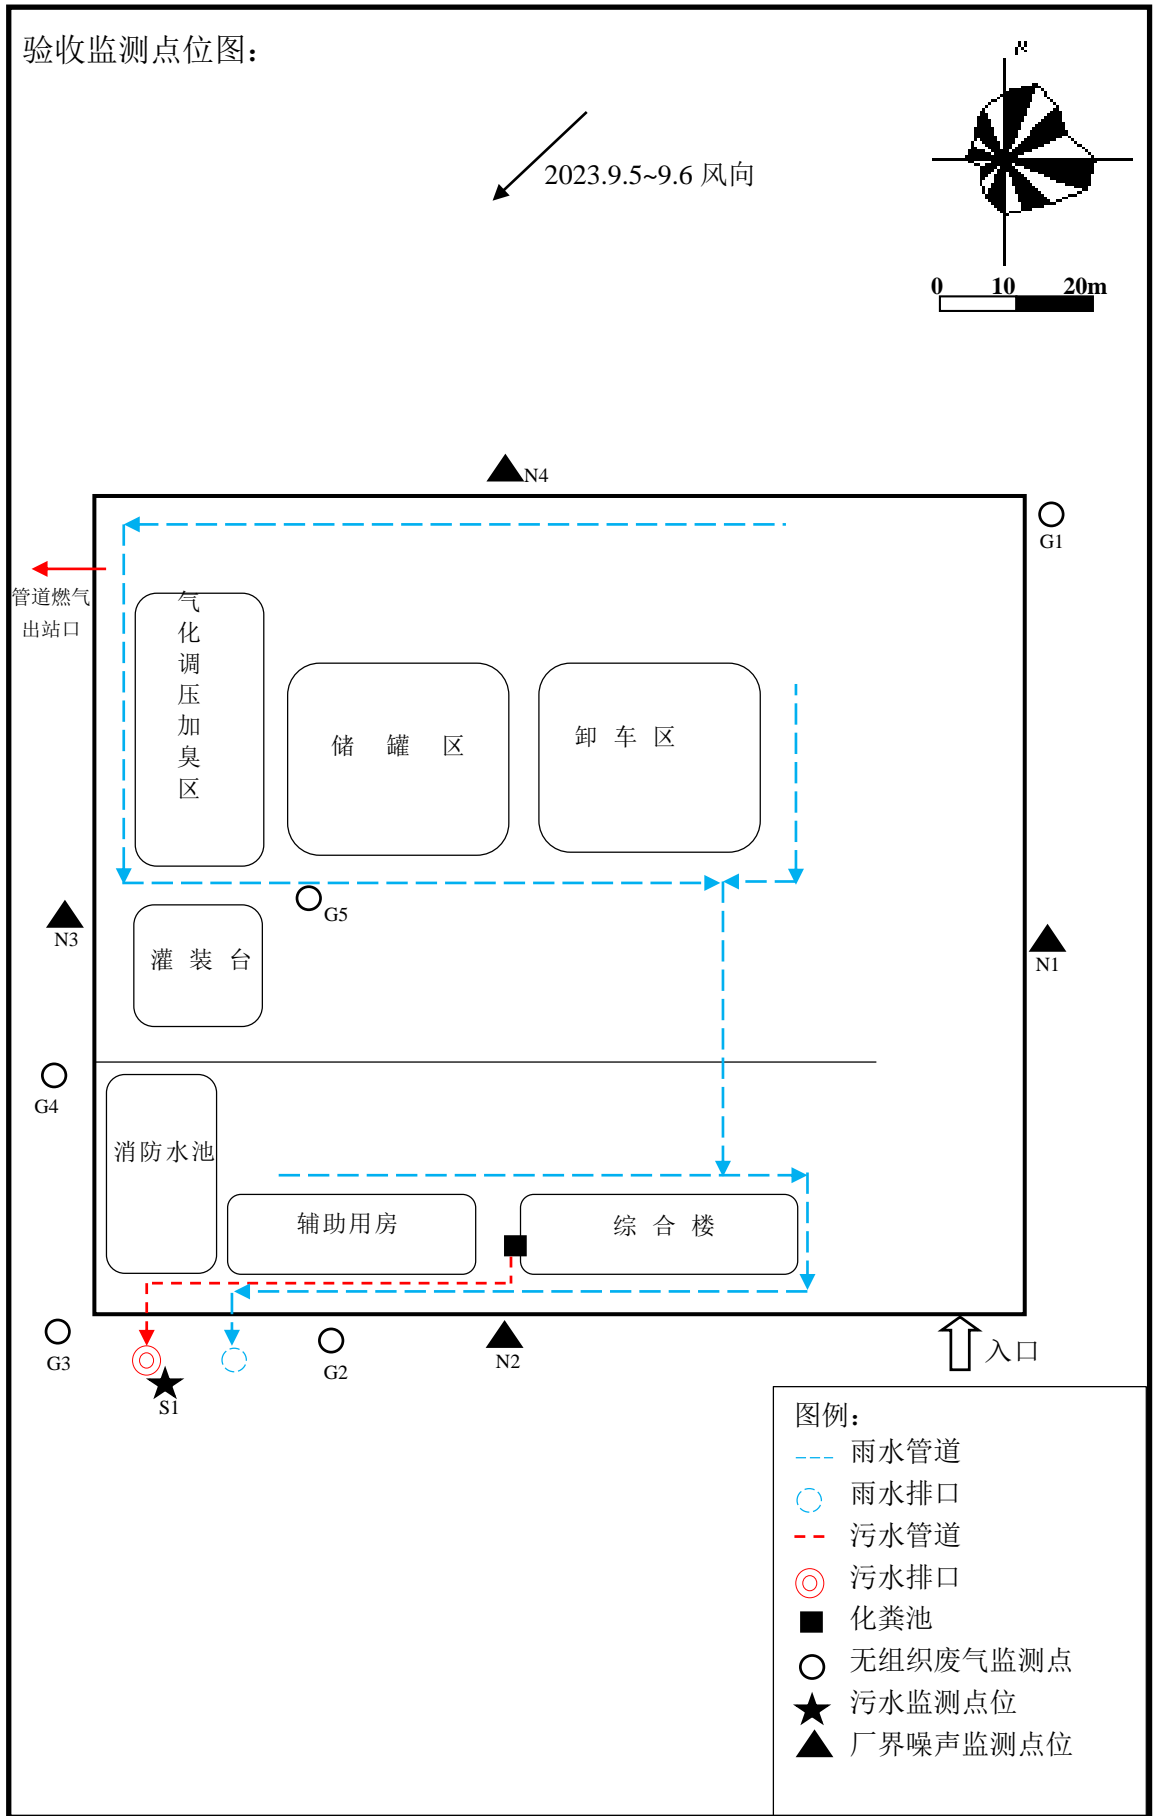 验收监测点位图：
N
2023.9.5~9.6 风向
0 10 20m
N4
G1
管道燃气
出站口
气化调压加臭区
储罐区
卸车区
G5
N3
灌装台
N1
G4
消防水池
辅助用房
综合楼
G3
G2
N2
入口
S1
图例：
雨水管道
雨水排口
污水管道
污水排口
化粪池
无组织废气监测点
污水监测点位
厂界噪声监测点位